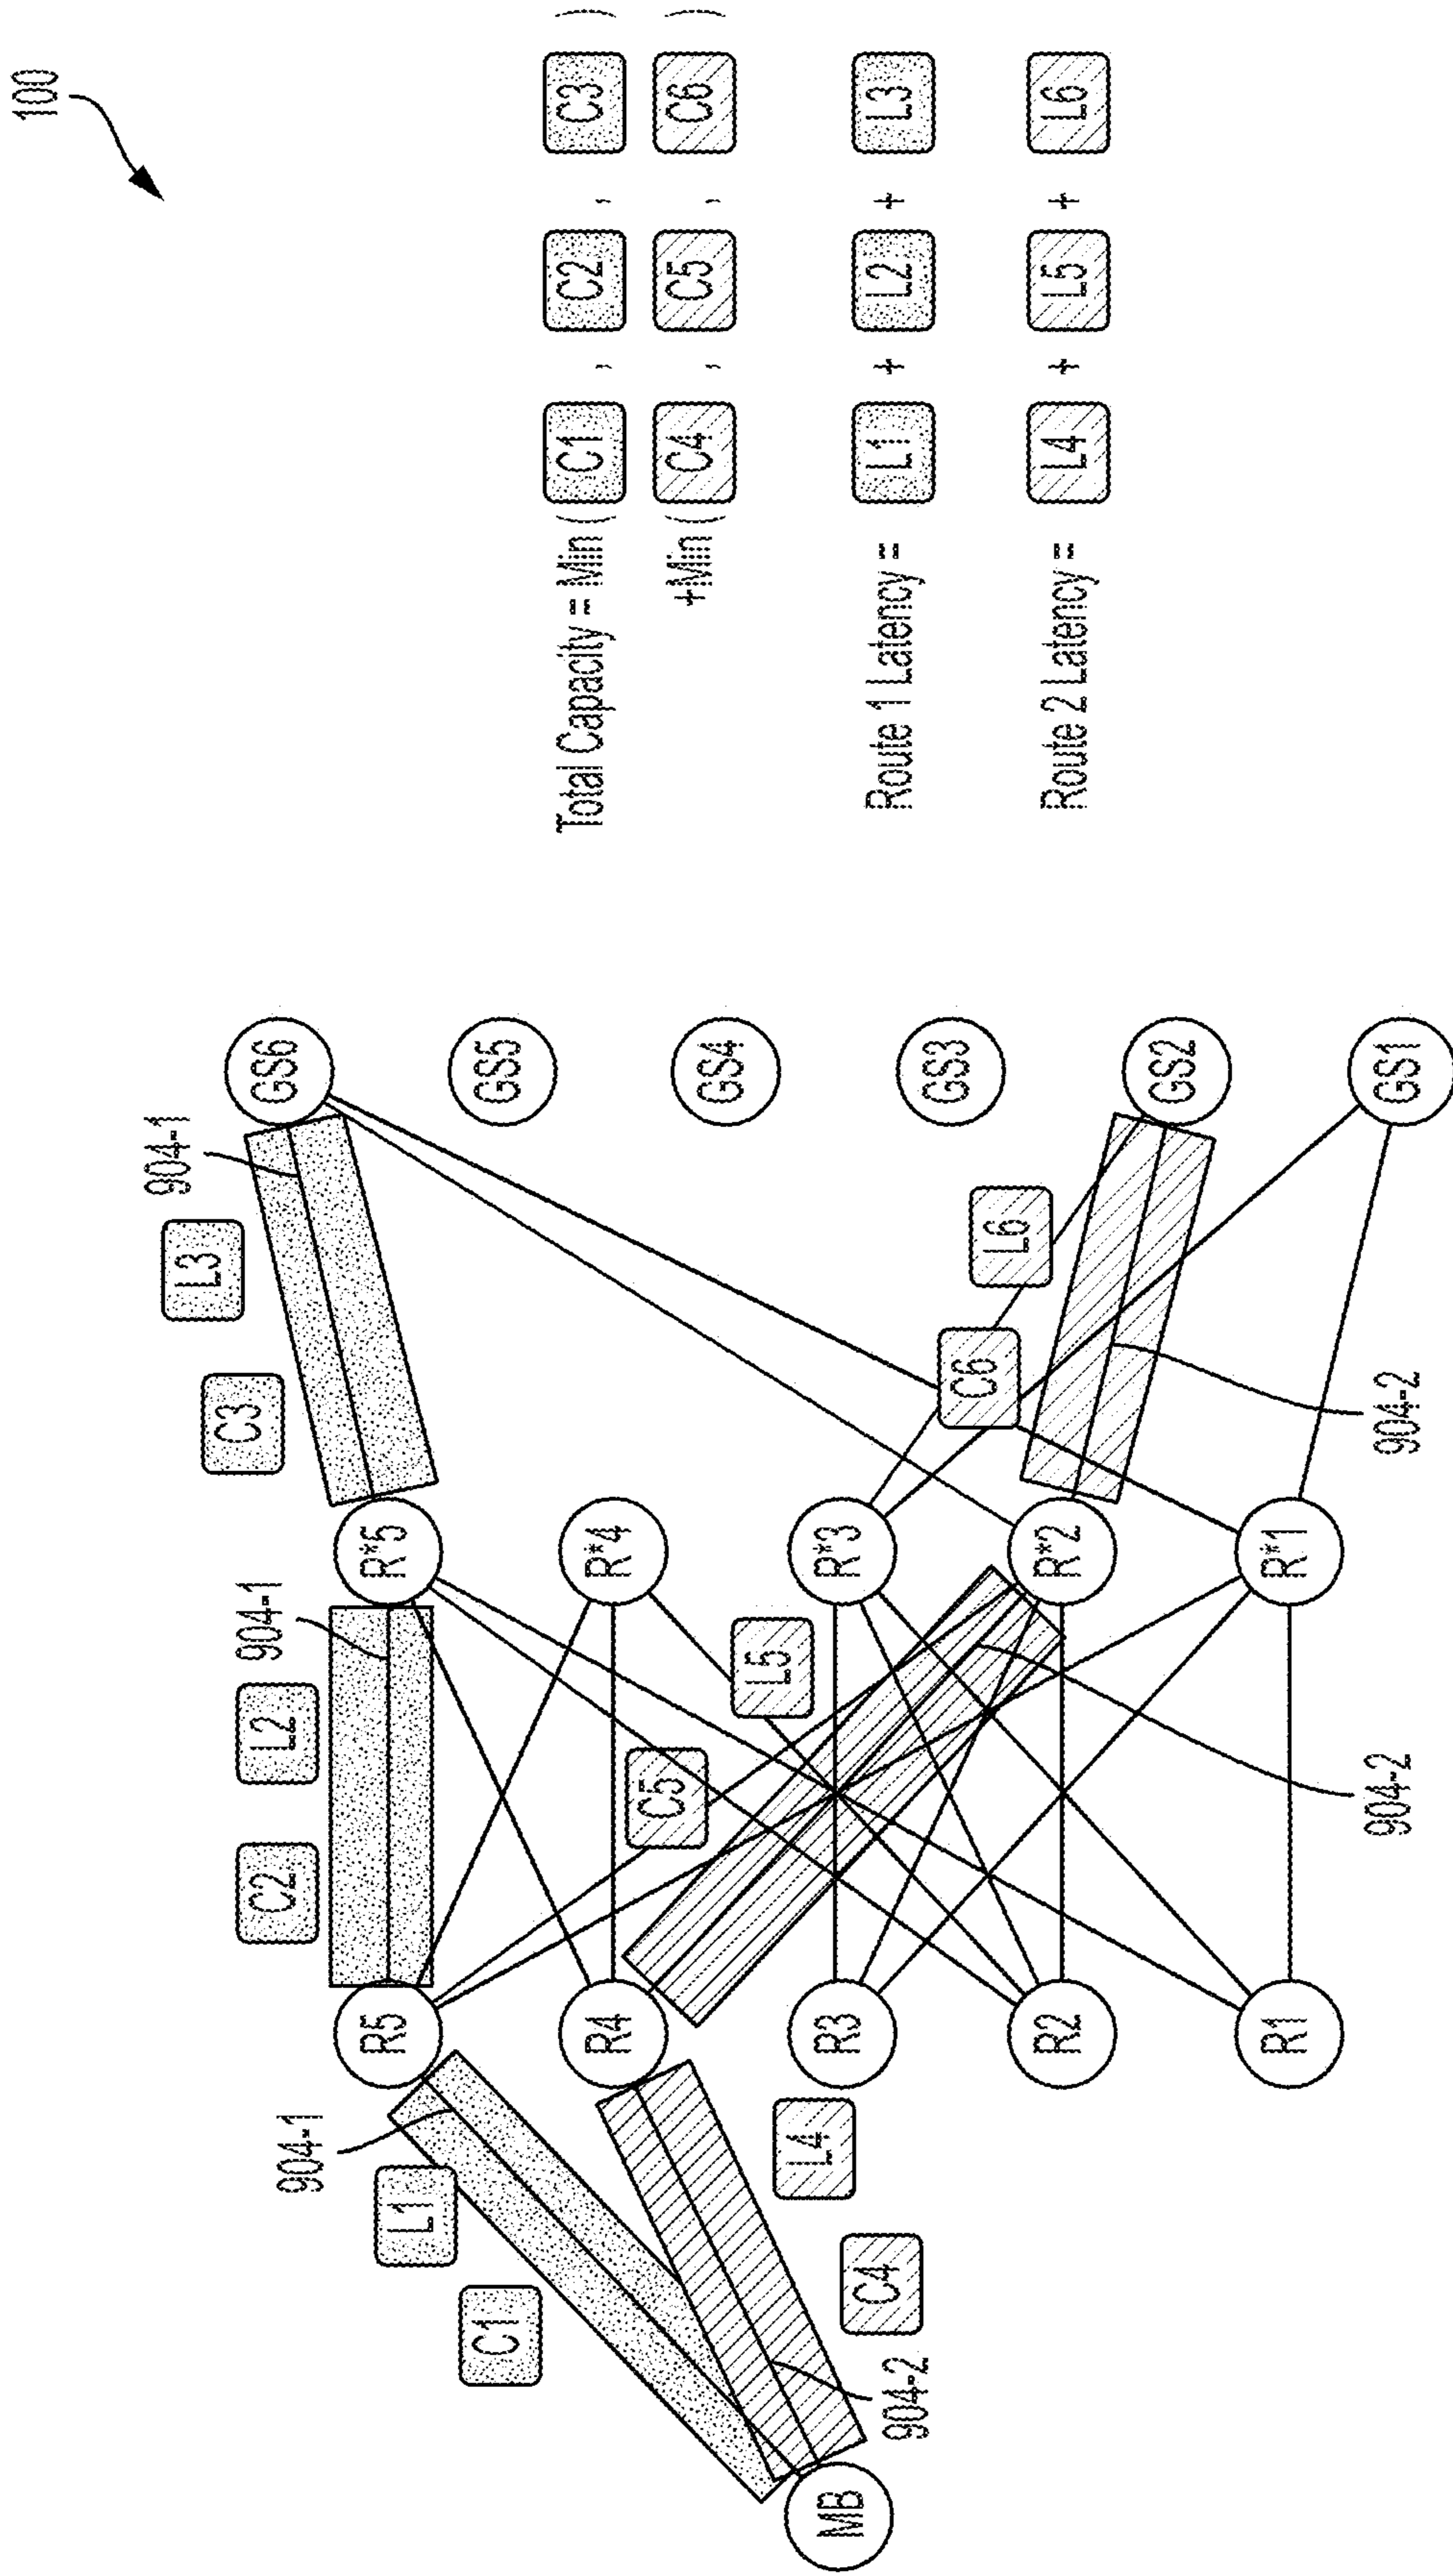 100
Total Capacity = Min ( C1 , C2 , C3 )
+Min ( C4 , C5 , C6 )
Route 1 Latency = L1 + L2 + L3
Route 2 Latency = L4 + L5 + L6
904-1
L3
C3
GS6
904-1
C2
L2
R5
R*5
GS5
904-1
L1
C1
R4
R*4
GS4
C5
L5
MB
R3
R*3
GS3
L4
C4
904-2
C6
L6
R2
R*2
GS2
R1
R*1
GS1
904-2
904-2